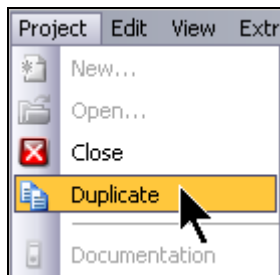 Project Edit View Extr
New...
Open...
Close
Duplicate
Documentation